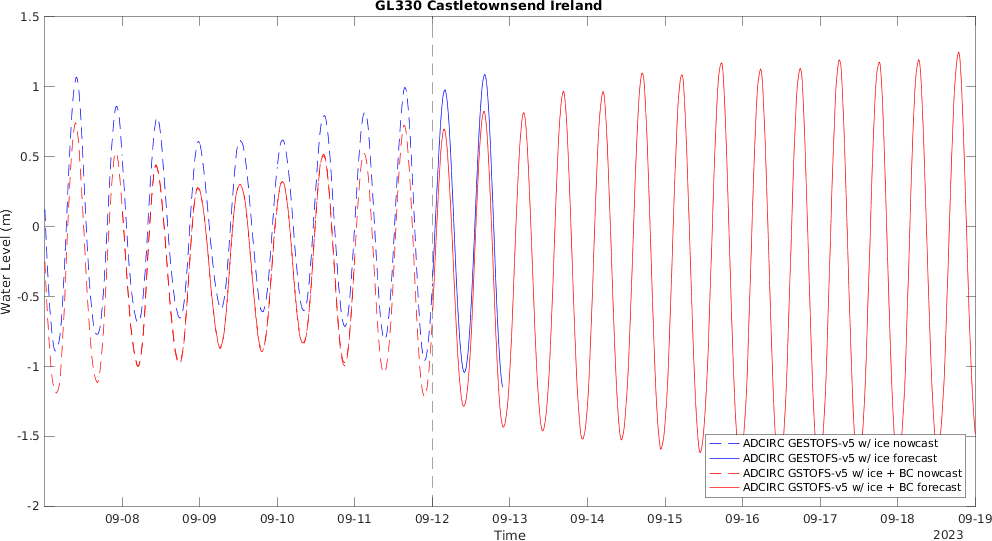 GL330 Castletownsend Ireland
1.5
1
0.5
0
-0.5
-1
-1.5
-2
Water Level (m)
ADCIRC GESTOFS-v5 w/ ice nowcast
ADCIRC GESTOFS-v5 w/ ice forecast
ADCIRC GSTOFS-v5 w/ ice + BC nowcast
ADCIRC GSTOFS-v5 w/ ice + BC forecast
09-08 09-09 09-10 09-11 09-12 09-13 09-14 09-15 09-16 09-17 09-18 09-19
Time
2023